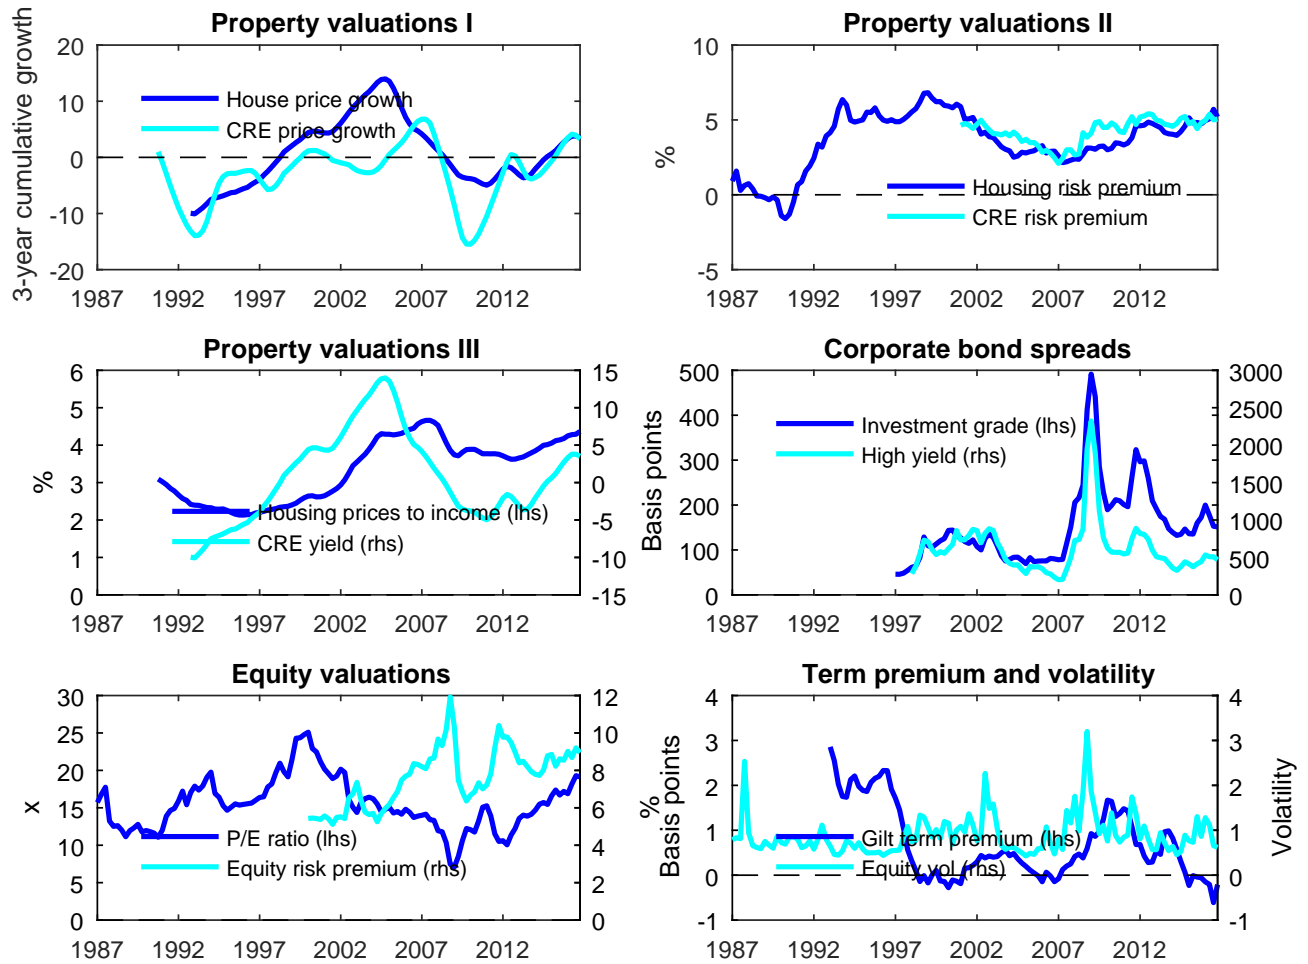 Property valuations I
3-year cumulative growth
20
10
0
-10
-20
House price growth
CRE price growth
1987 1992 1997 2002 2007 2012
Property valuations II
%
10
5
0
-5
Housing risk premium
CRE risk premium
1987 1992 1997 2002 2007 2012
Property valuations III
%
6
5
4
3
2
1
0
15
10
5
0
-5
-10
-15
Housing prices to income (lhs)
CRE yield (rhs)
1987 1992 1997 2002 2007 2012
Corporate bond spreads
Basis points
500
400
300
200
100
0
3000
2500
2000
1500
1000
500
0
Investment grade (lhs)
High yield (rhs)
1987 1992 1997 2002 2007 2012
Equity valuations
x
30
25
20
15
10
5
0
12
10
8
6
4
2
0
P/E ratio (lhs)
Equity risk premium (rhs)
1987 1992 1997 2002 2007 2012
Term premium and volatility
%
Basis points
4
3
2
1
0
-1
4
3
2
1
0
-1
Volatility
Gilt term premium (lhs)
Equity vol (rhs)
1987 1992 1997 2002 2007 2012